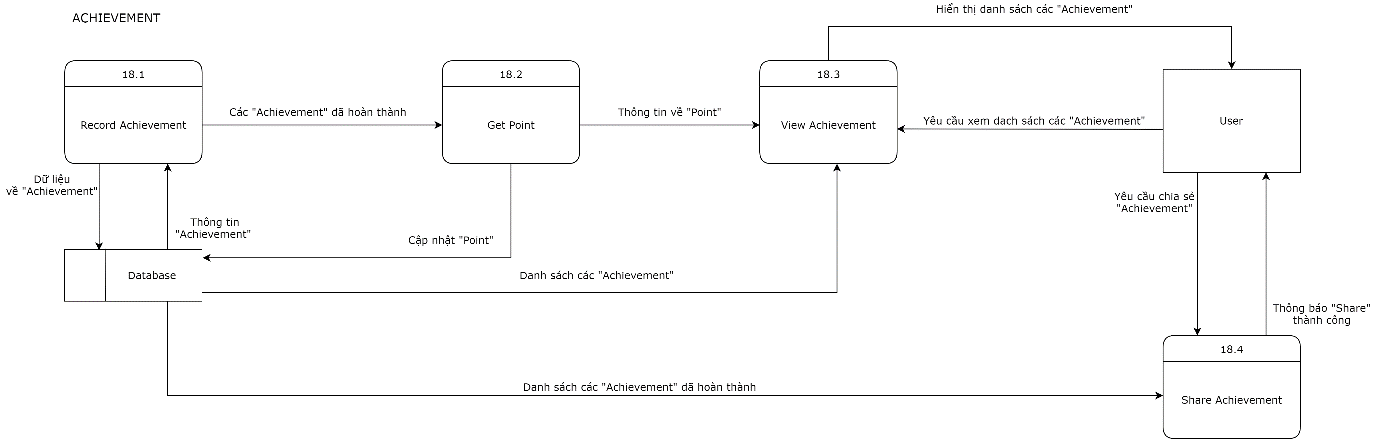 Hiển thị danh sách các "Achievement"
ACHIEVEMENT
18.1
18.2
18.3
Record Achievement
Các "Achievement" đã hoàn thành
Get Point
Thông tin về "Point"
View Achievement
Yêu cầu xem dach sách các "Achievement"
User
Dữ liệu
về "Achievement"
Thông tin
"Achievement"
Yêu cầu chia sẻ
"Achievement"
Cập nhật "Point"
Database
Danh sách các "Achievement"
Thông báo "Share"
thành công
18.4
Danh sách các "Achievement" đã hoàn thành
Share Achievement